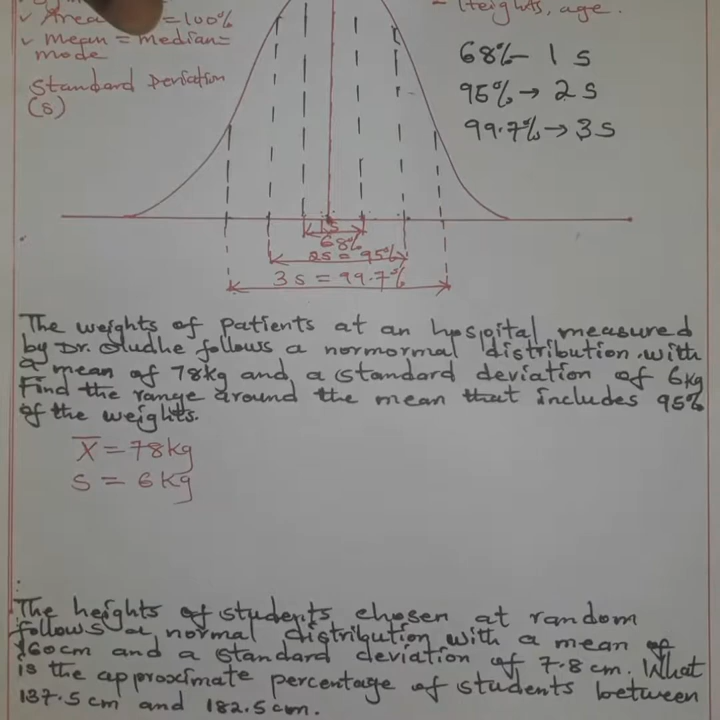 Area =100%
mean = median =
mode
Standard Deviation
(s)
- Heights, age.
68% - 1 s
95% → 2 s
99.7% → 3 s
1s
68%
2s = 95%
3 s = 99.7%
The weights of patients at an hospital measured
by Dr. Oludhe follows a normormal distribution with
a mean of 78kg and a standard deviation of 6kg
Find the range around the mean that includes 95%
of the weights.
X̅ = 78kg
S = 6kg
The heights of students chosen at random
follows a normal distribution with a mean of
160cm and a standard deviation of 7.8cm. What
is the approximate percentage of students between
137.5 cm and 182.5cm.